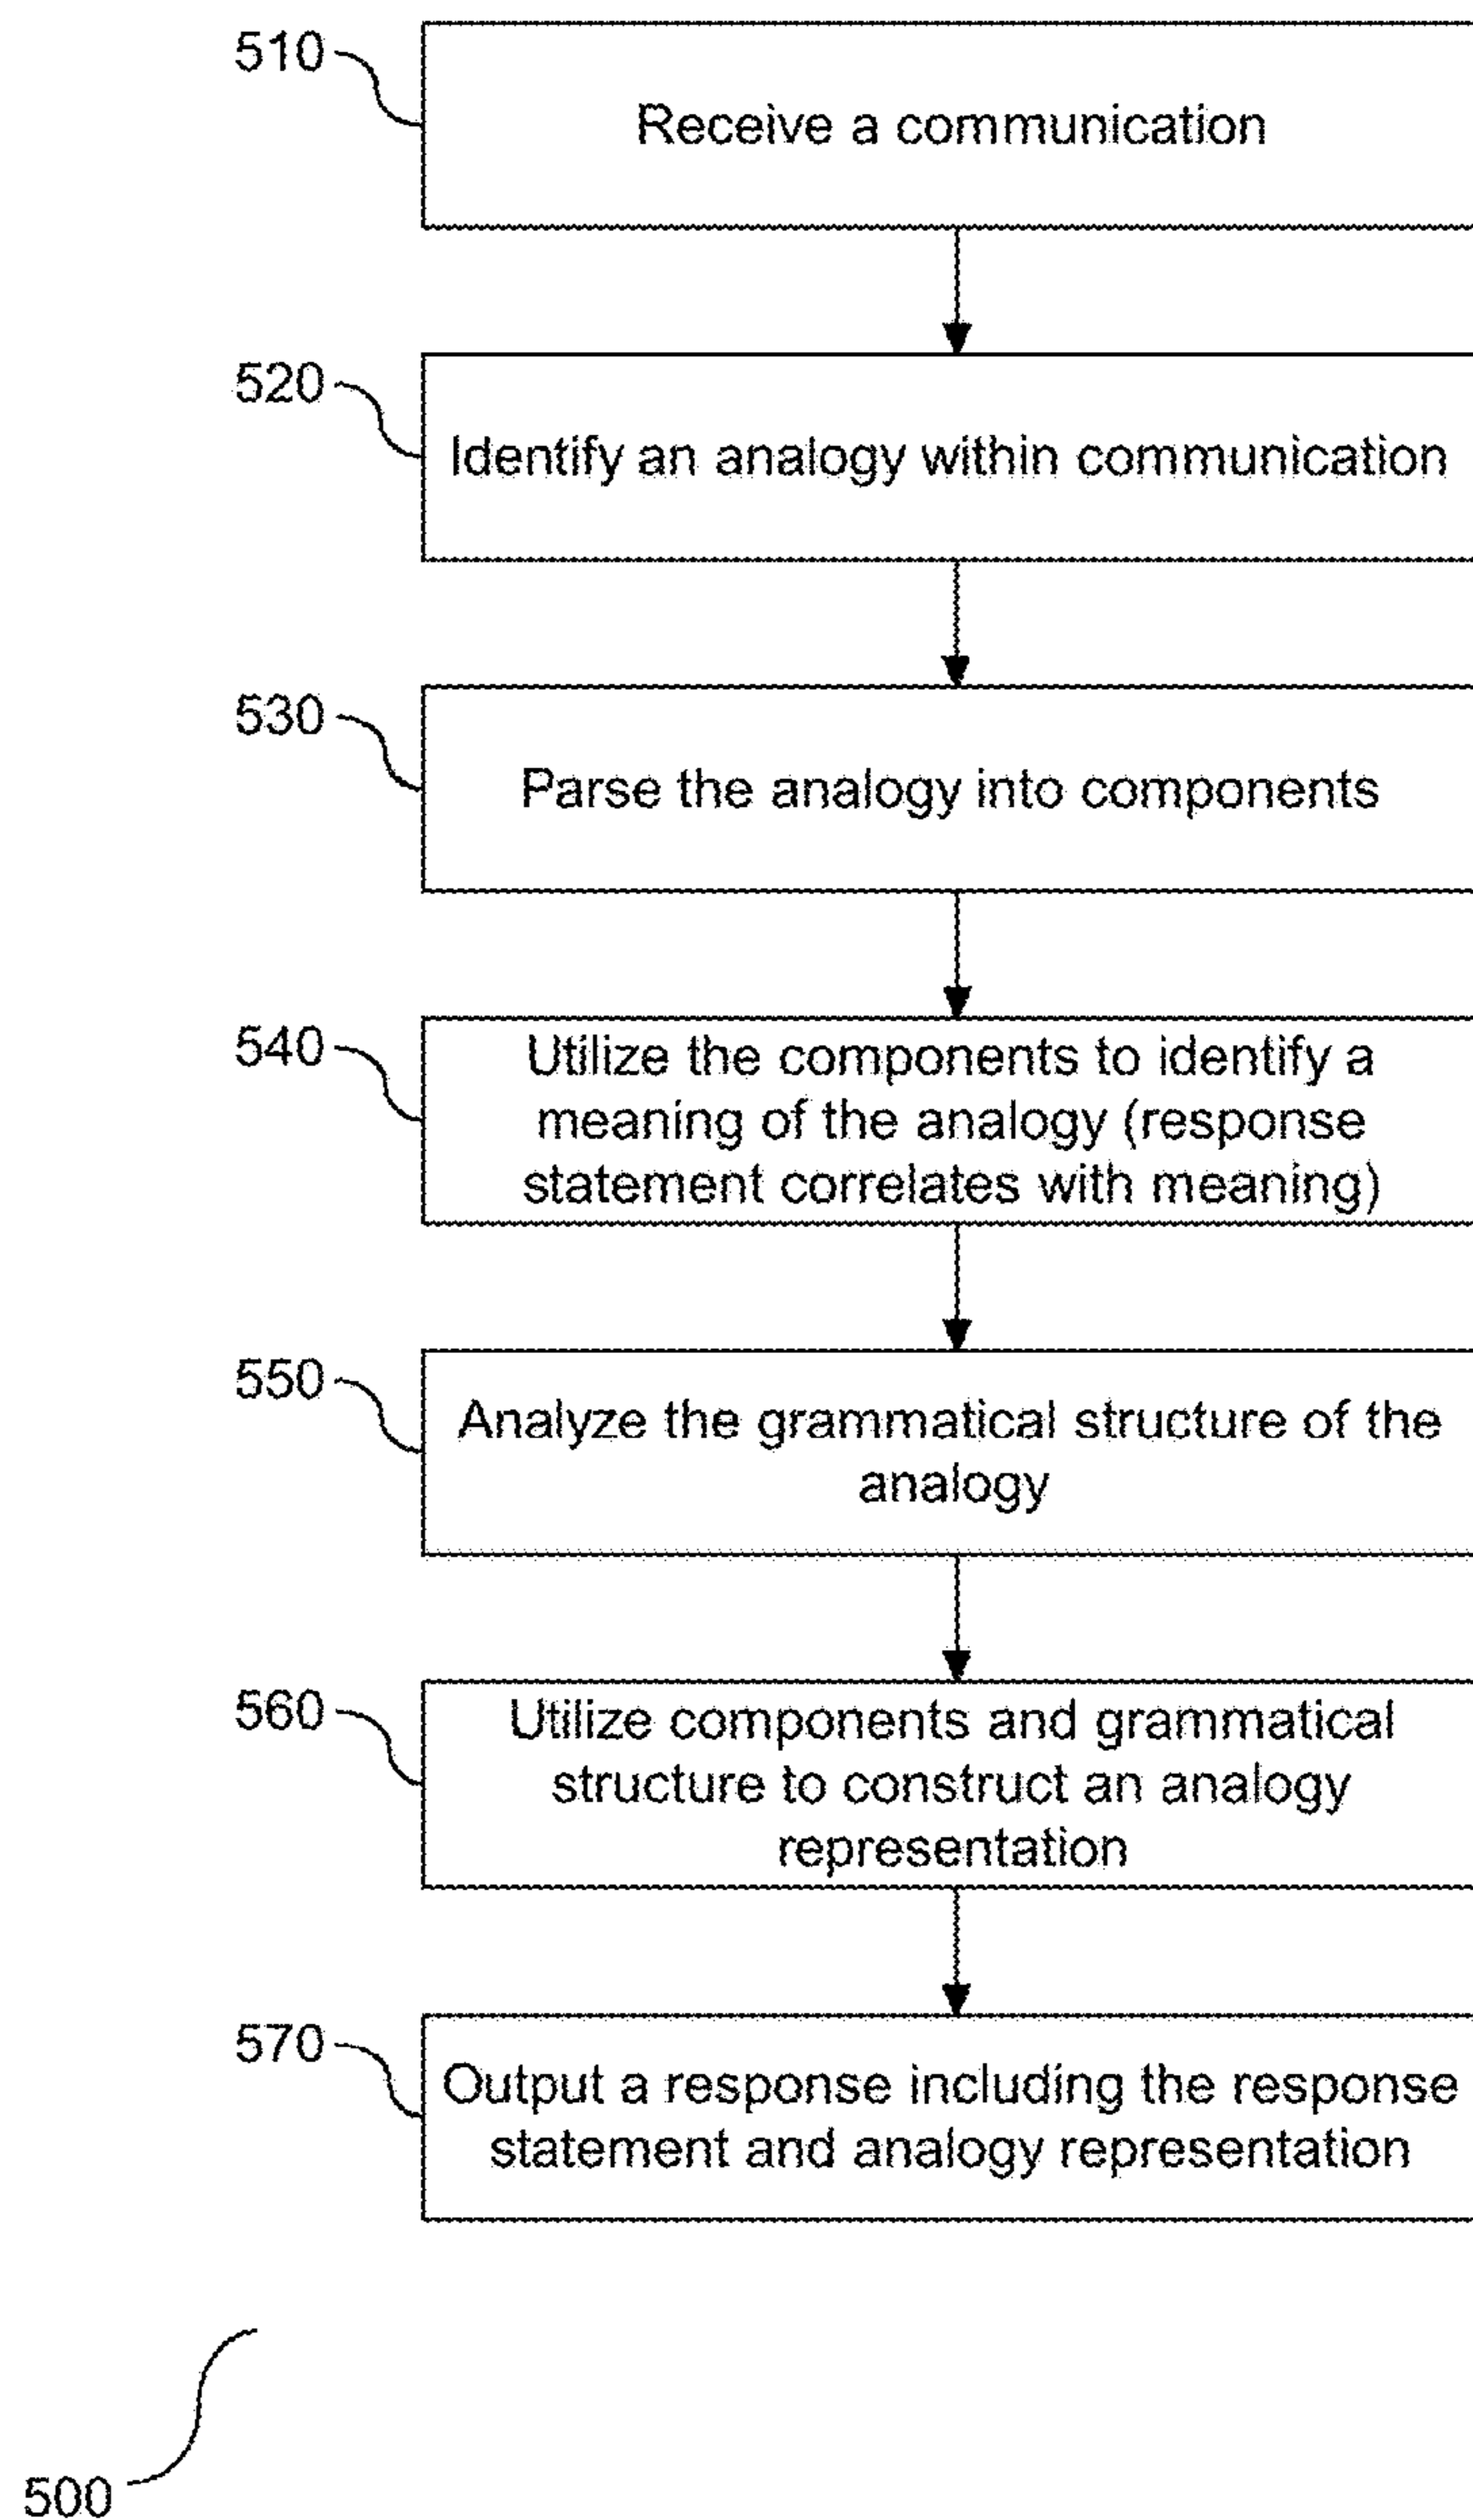 510
Receive a communication
520
Identify an analogy within communication
530
Parse the analogy into components
540
Utilize the components to identify a
meaning of the analogy (response
statement correlates with meaning)
550
Analyze the grammatical structure of the
analogy
560
Utilize components and grammatical
structure to construct an analogy
representation
570
Output a response including the response
statement and analogy representation
500